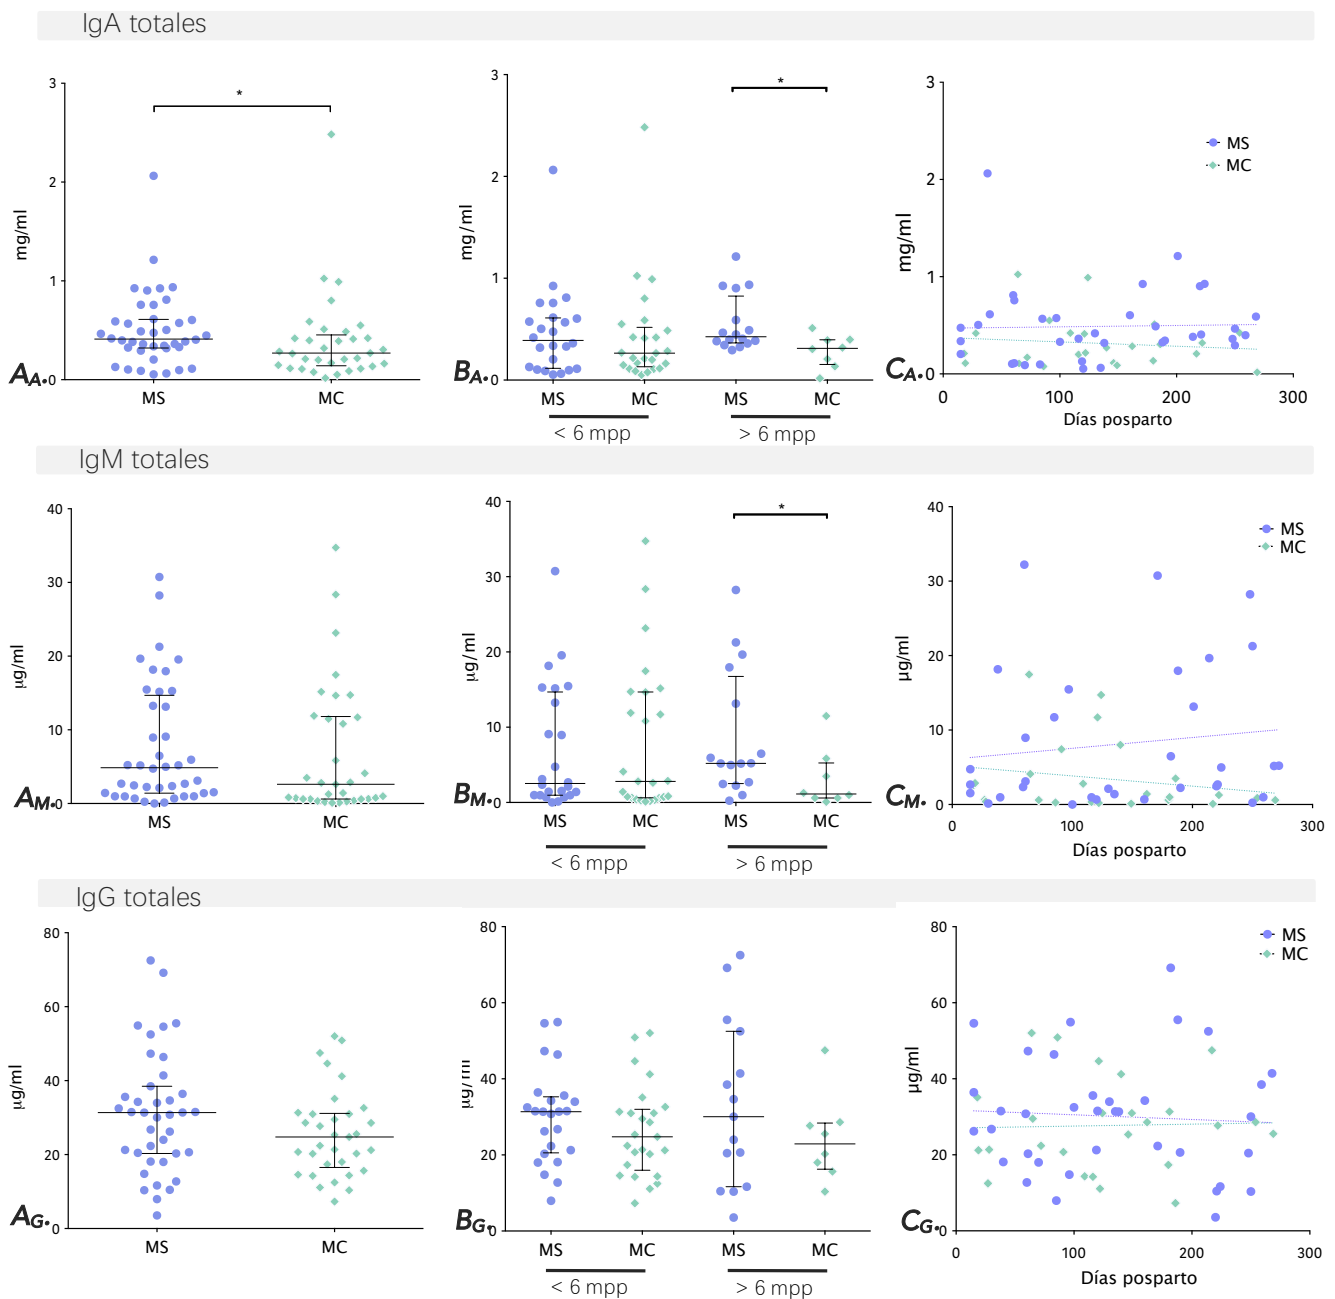 IgA totales
3
2
1
0
mg/ml
*
MS
MC
AA.
3
2
1
0
mg/ml
*
MS
MC
MS
MC
< 6 mpp
> 6 mpp
BA.
3
2
1
0
mg/ml
MS
MC
0
100
200
300
Días posparto
CA.
IgM totales
40
30
20
10
0
µg/ml
MS
MC
AM.
40
30
20
10
0
µg/ml
*
MS
MC
MS
MC
< 6 mpp
> 6 mpp
BM.
40
30
20
10
0
µg/ml
MS
MC
0
100
200
300
Días posparto
CM.
IgG totales
80
60
40
20
0
µg/ml
MS
MC
AG.
80
60
40
20
0
µg/ml
MS
MC
MS
MC
< 6 mpp
> 6 mpp
BG.
80
60
40
20
0
µg/ml
MS
MC
0
100
200
300
Días posparto
CG.